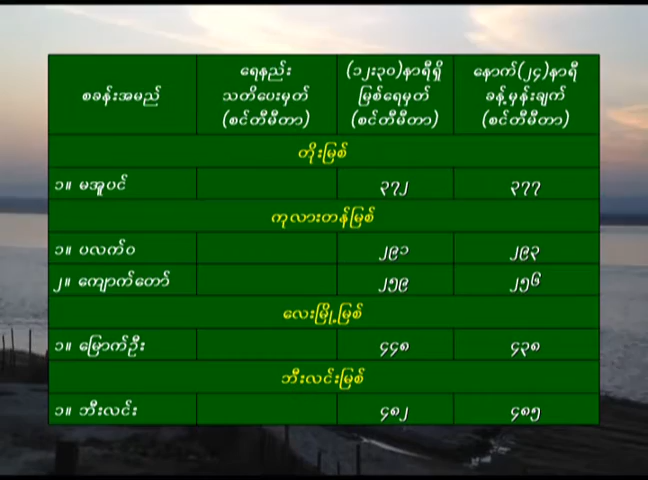 စခန်းအမည် ရေနည်း သတိပေးမှတ် (စင်တီမီတာ) (၁၂း၃၀)နာရီရှိ မြစ်ရေမှတ် (စင်တီမီတာ) နောက်(၂၄)နာရီ ခန့်မှန်းချက် (စင်တီမီတာ)
တိုးမြစ်
၁။ မအူပင် ၃၇၂ ၃၇၇
ကုလားတန်မြစ်
၁။ ပလက်ဝ ၂၉၁ ၂၉၃
၂။ ကျောက်တော် ၂၅၉ ၂၅၆
လေးမြို့မြစ်
၁။ မြောက်ဦး ၄၄၈ ၄၃၈
ဘီးလင်းမြစ်
၁။ ဘီးလင်း ၄၈၂ ၄၈၅